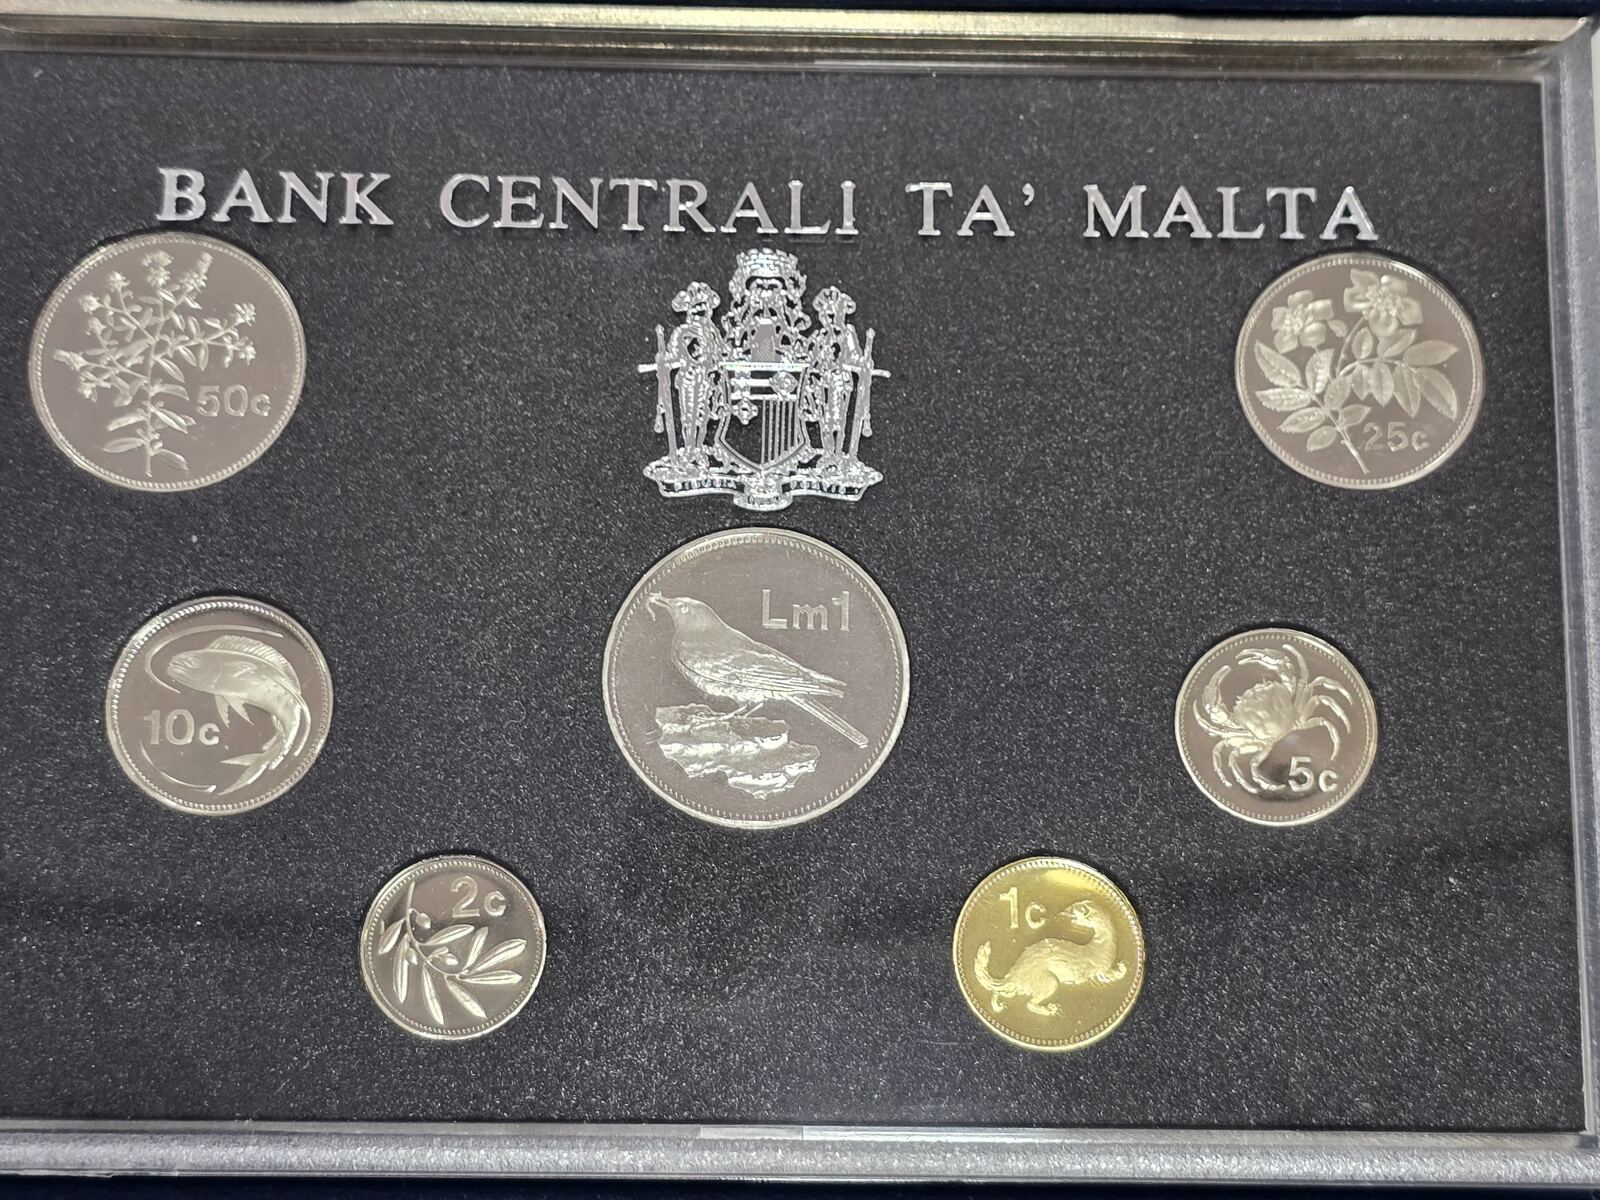 BANK CENTRALI TA' MALTA
50c
25c
Lm1
10c
5c
2c
1c